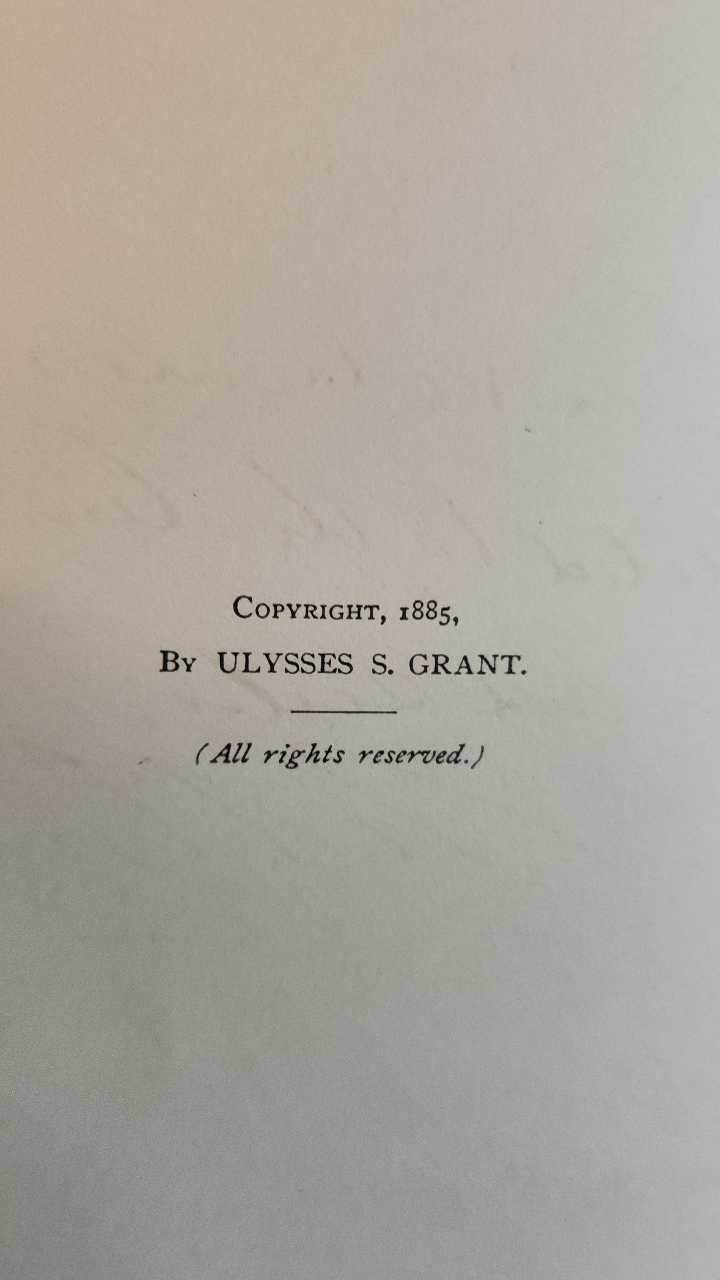 COPYRIGHT, 1885,
BY ULYSSES S. GRANT.
(All rights reserved.)